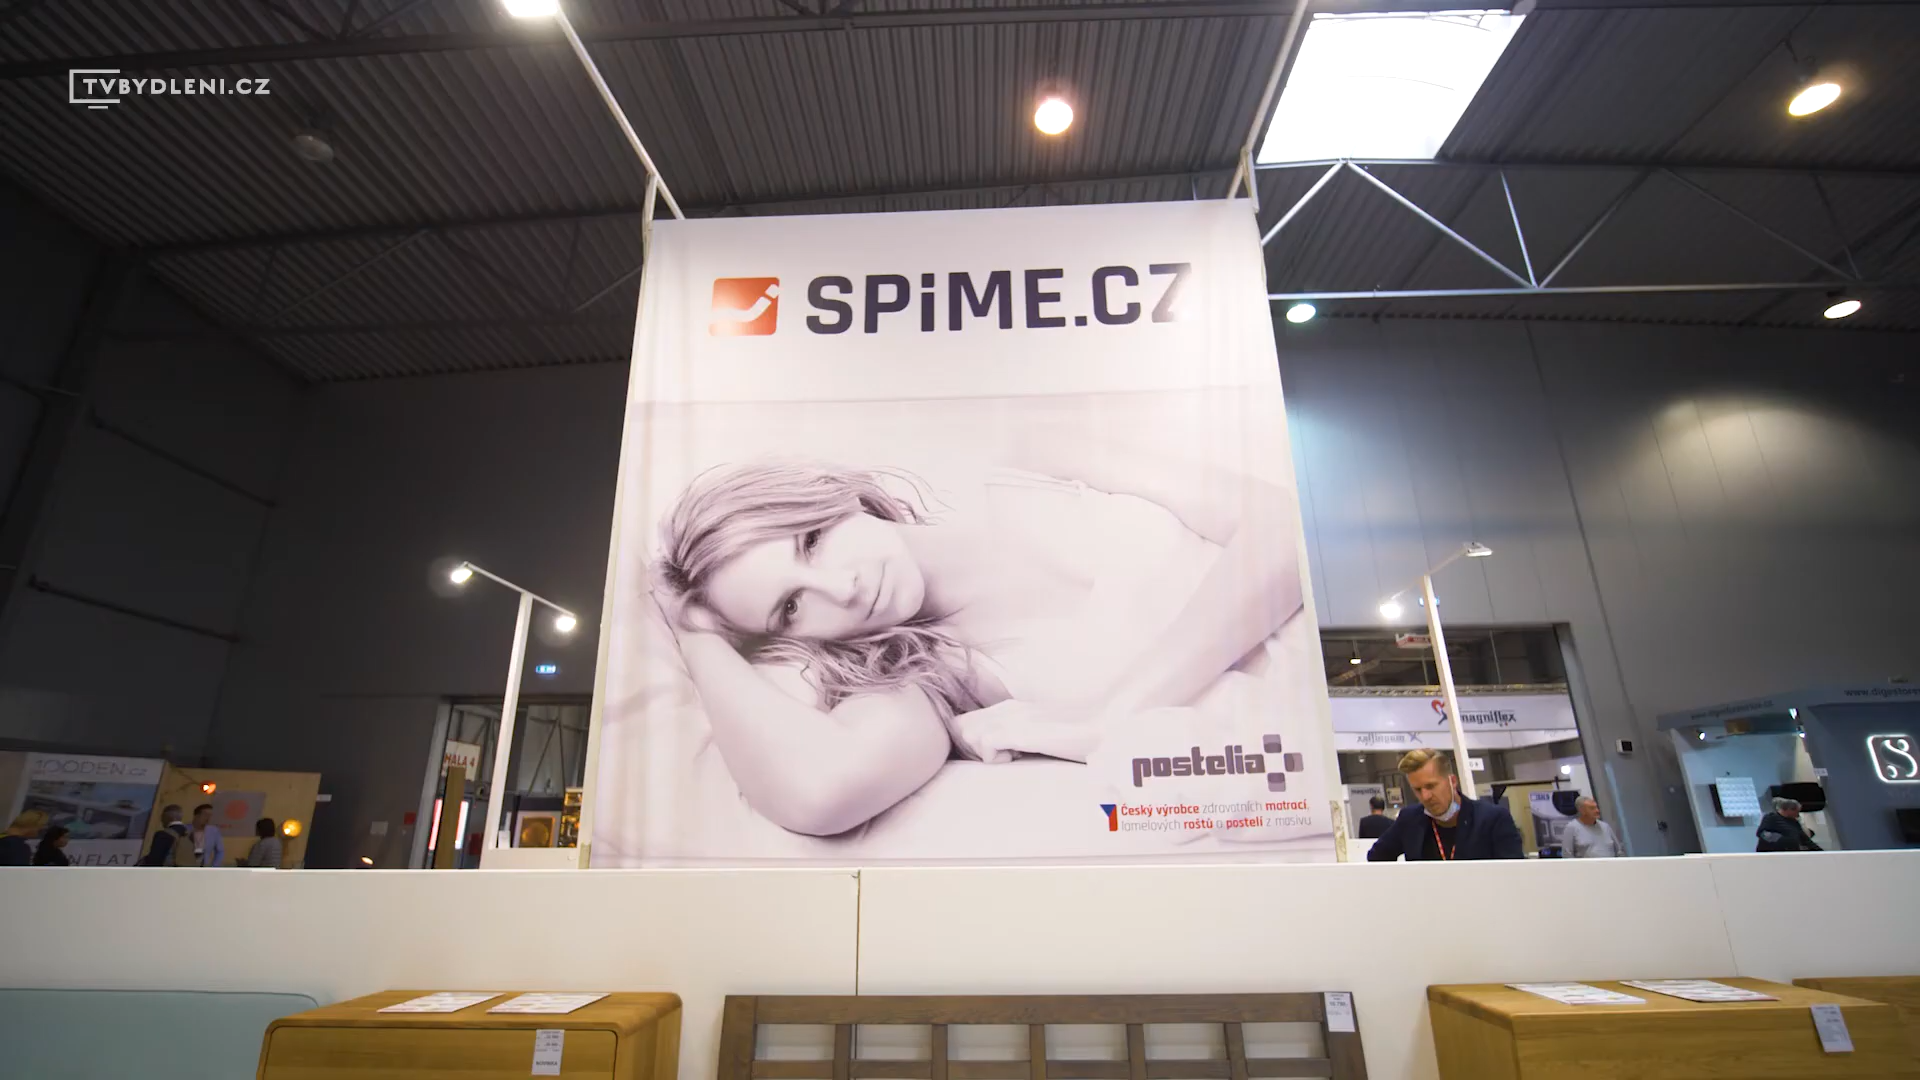 TVBYDLENI.CZ
SPiME.CZ
postelia
Český výrobce zdravotních matrací,
lamelových roštů a postelí z masivu
magniflex
HALA 4